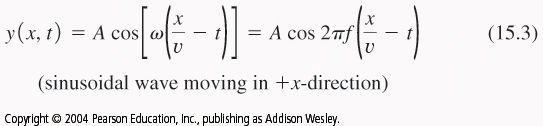 y(x, t) = A cos[ω(x/v − t)] = A cos 2πf(x/v − t) (15.3)
(sinusoidal wave moving in +x-direction)
Copyright © 2004 Pearson Education, Inc., publishing as Addison Wesley.